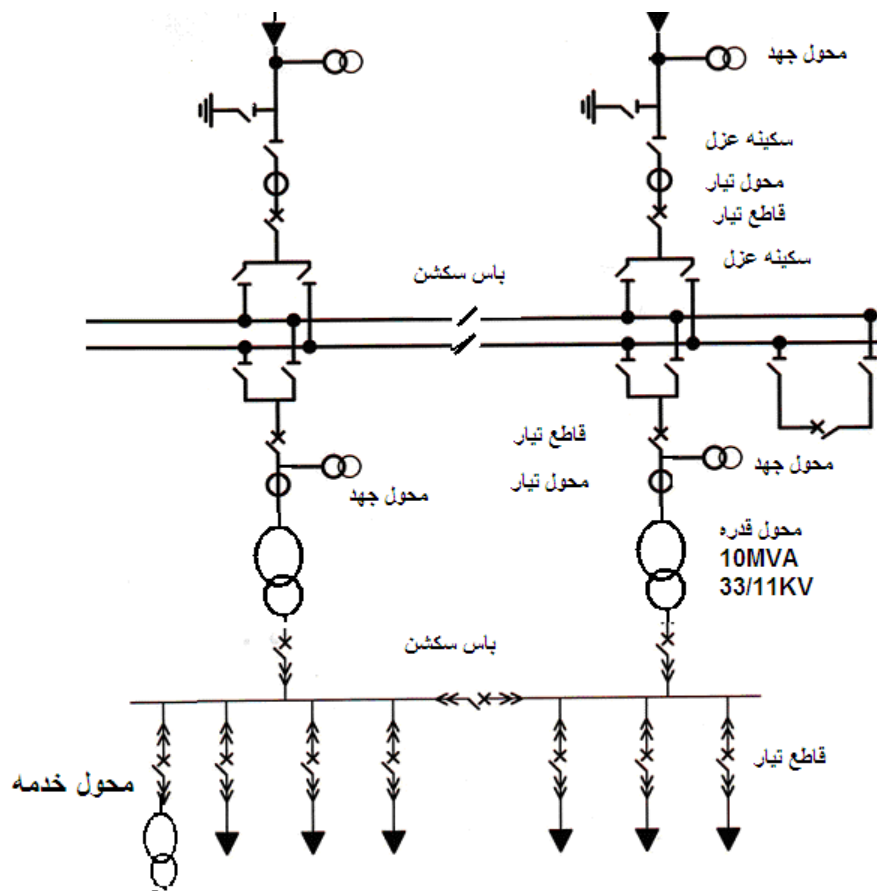 محول جهد
سكينه عزل
محول تيار
قاطع تيار
سكينه عزل
باس سكشن
قاطع تيار
محول تيار
محول جهد
محول جهد
محول قدره
10MVA
33/11KV
باس سكشن
قاطع تيار
محول خدمه